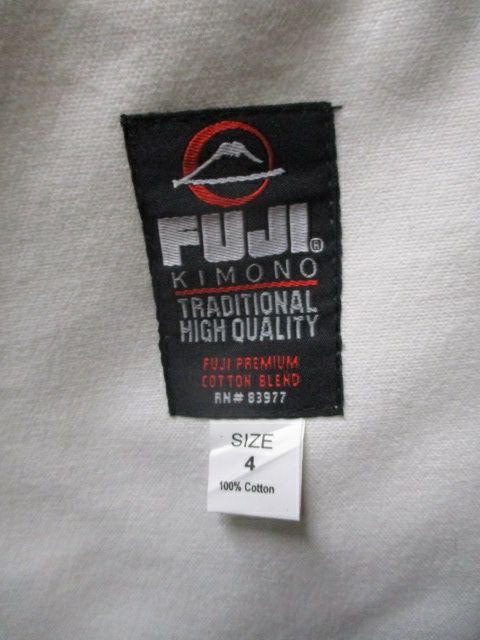 FUJI®
KIMONO
TRADITIONAL
HIGH QUALITY
FUJI PREMIUM
COTTON BLEND
RN# 83977
SIZE
4
100% Cotton